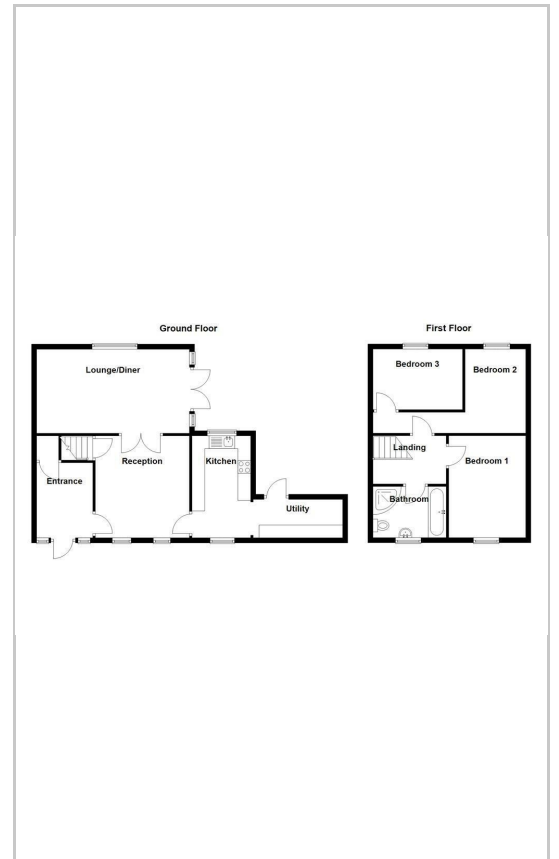 Ground Floor
Lounge/Diner
Reception
Kitchen
Entrance
Utility
First Floor
Bedroom 3
Bedroom 2
Landing
Bedroom 1
Bathroom